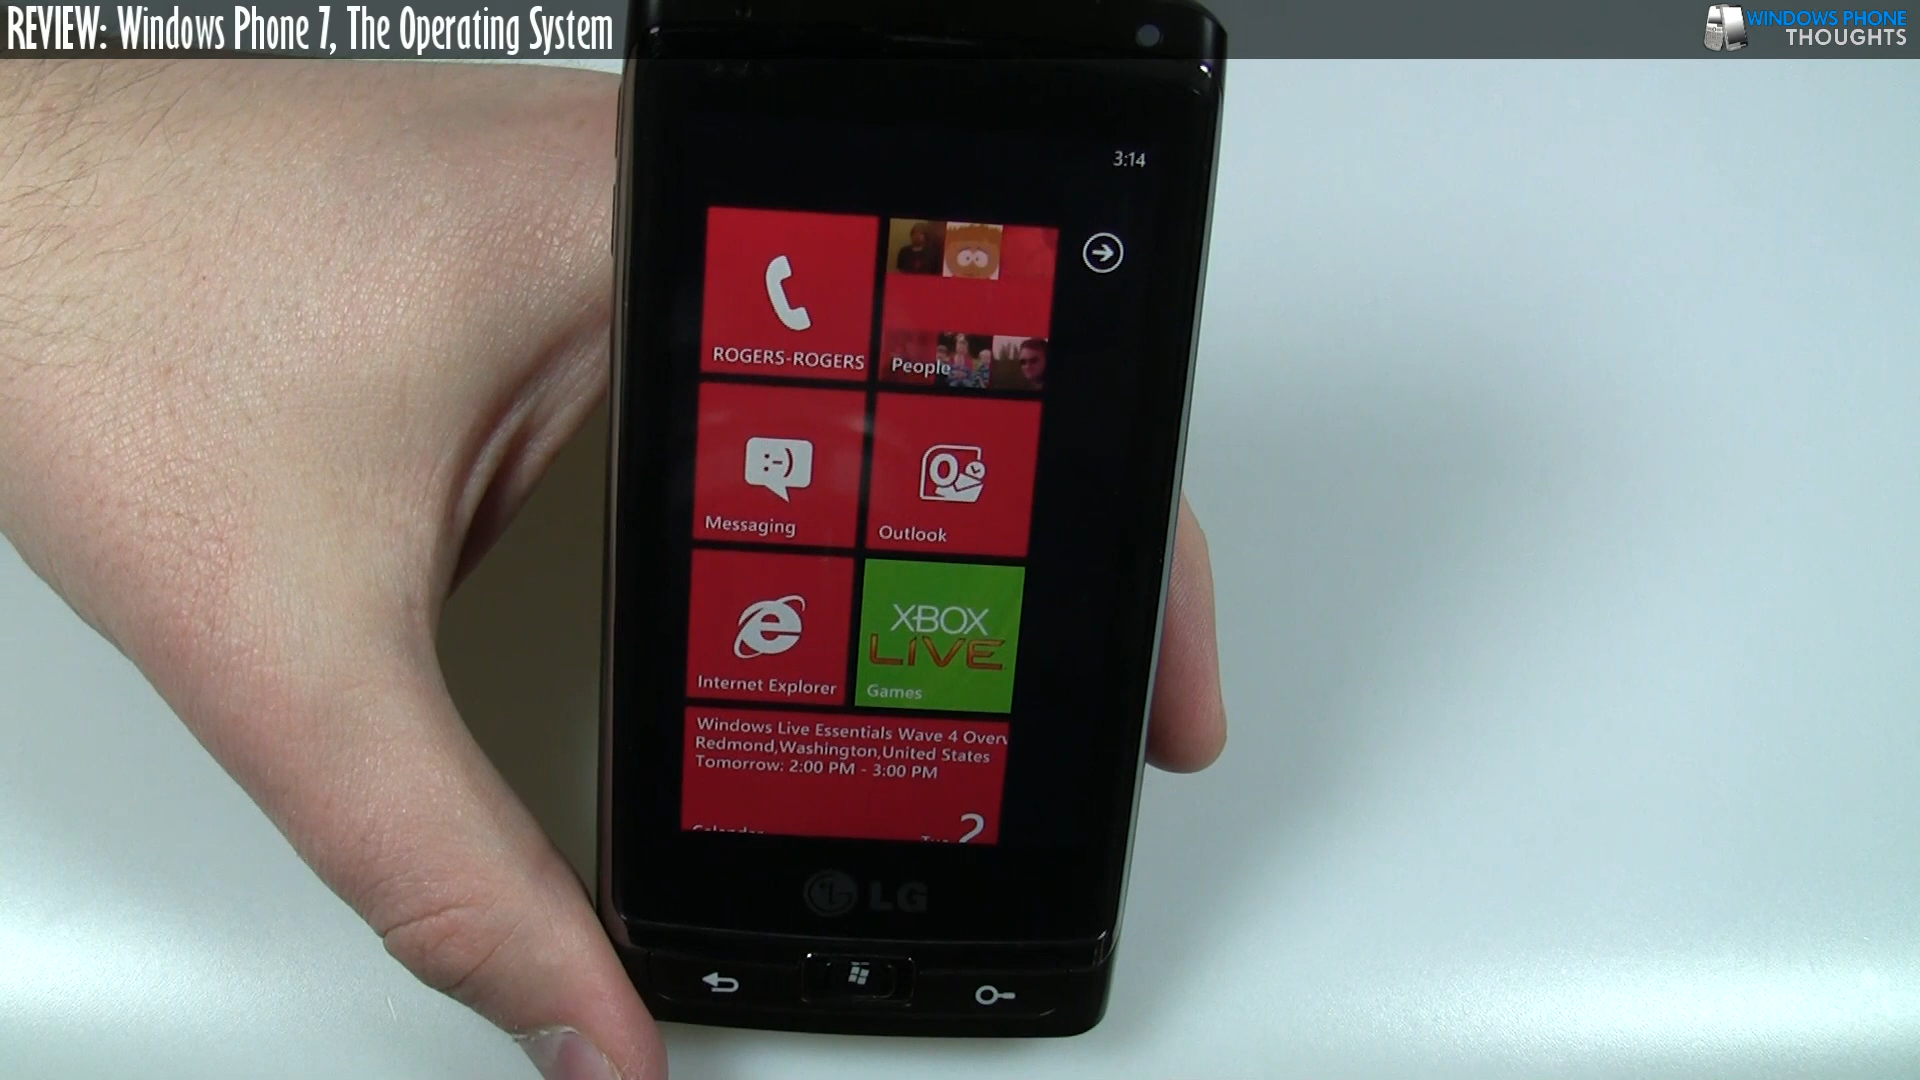 REVIEW: Windows Phone 7, The Operating System
WINDOWS PHONE
THOUGHTS
3:14
ROGERS-ROGERS
People
:-)
Messaging
Outlook
Internet Explorer
XBOX
LIVE
Games
Windows Live Essentials Wave 4 Overv
Redmond,Washington,United States
Tomorrow: 2:00 PM - 3:00 PM
Calendar
Tue 2
LG